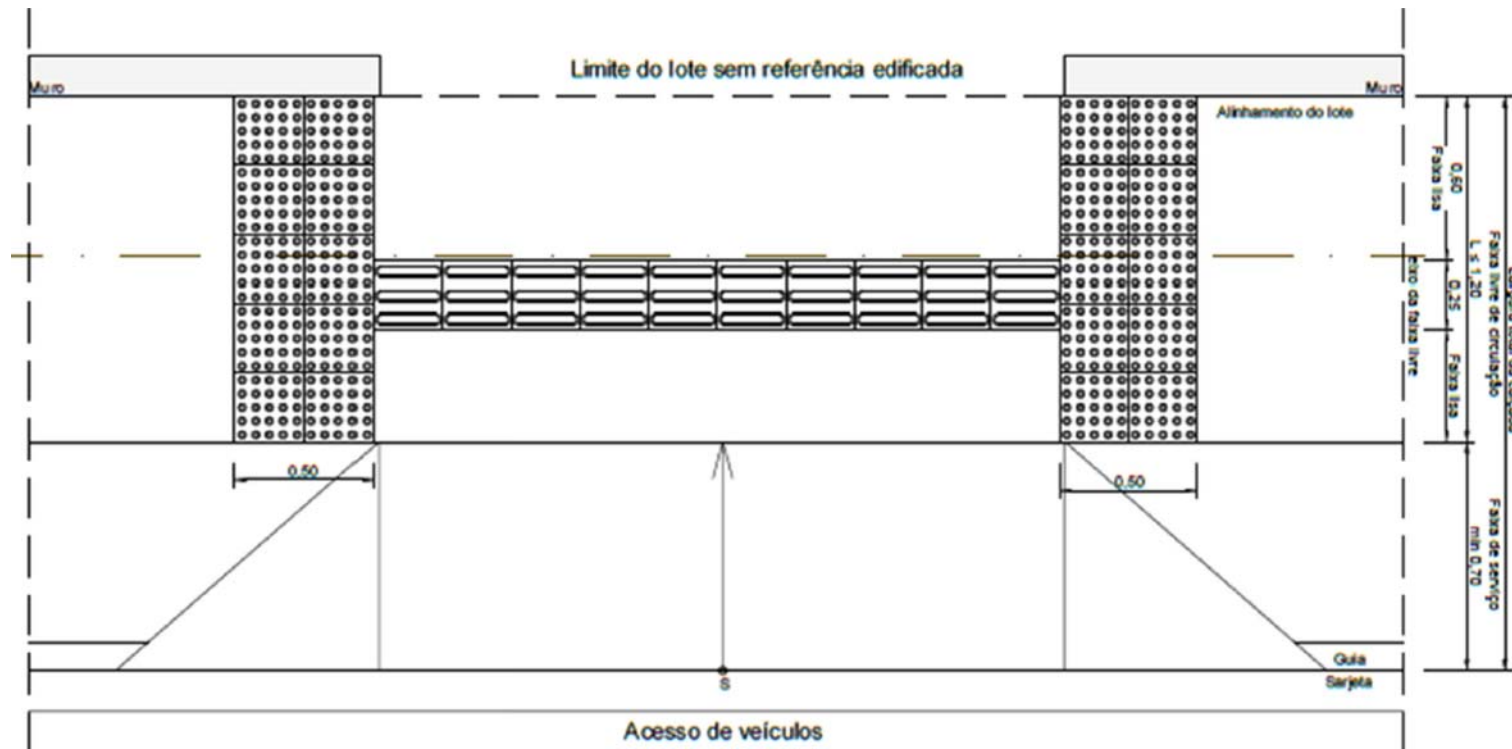 Limite do lote sem referência edificada
Muro
Muro
Alinhamento do lote
0,60
Faixa lisa
0,25
Faixa lisa
eixo da faixa livre
L ≤ 1,20
Faixa livre de circulação
min 0,70
Faixa de serviço
0,50
0,50
Guia
Sarjeta
S
Acesso de veículos